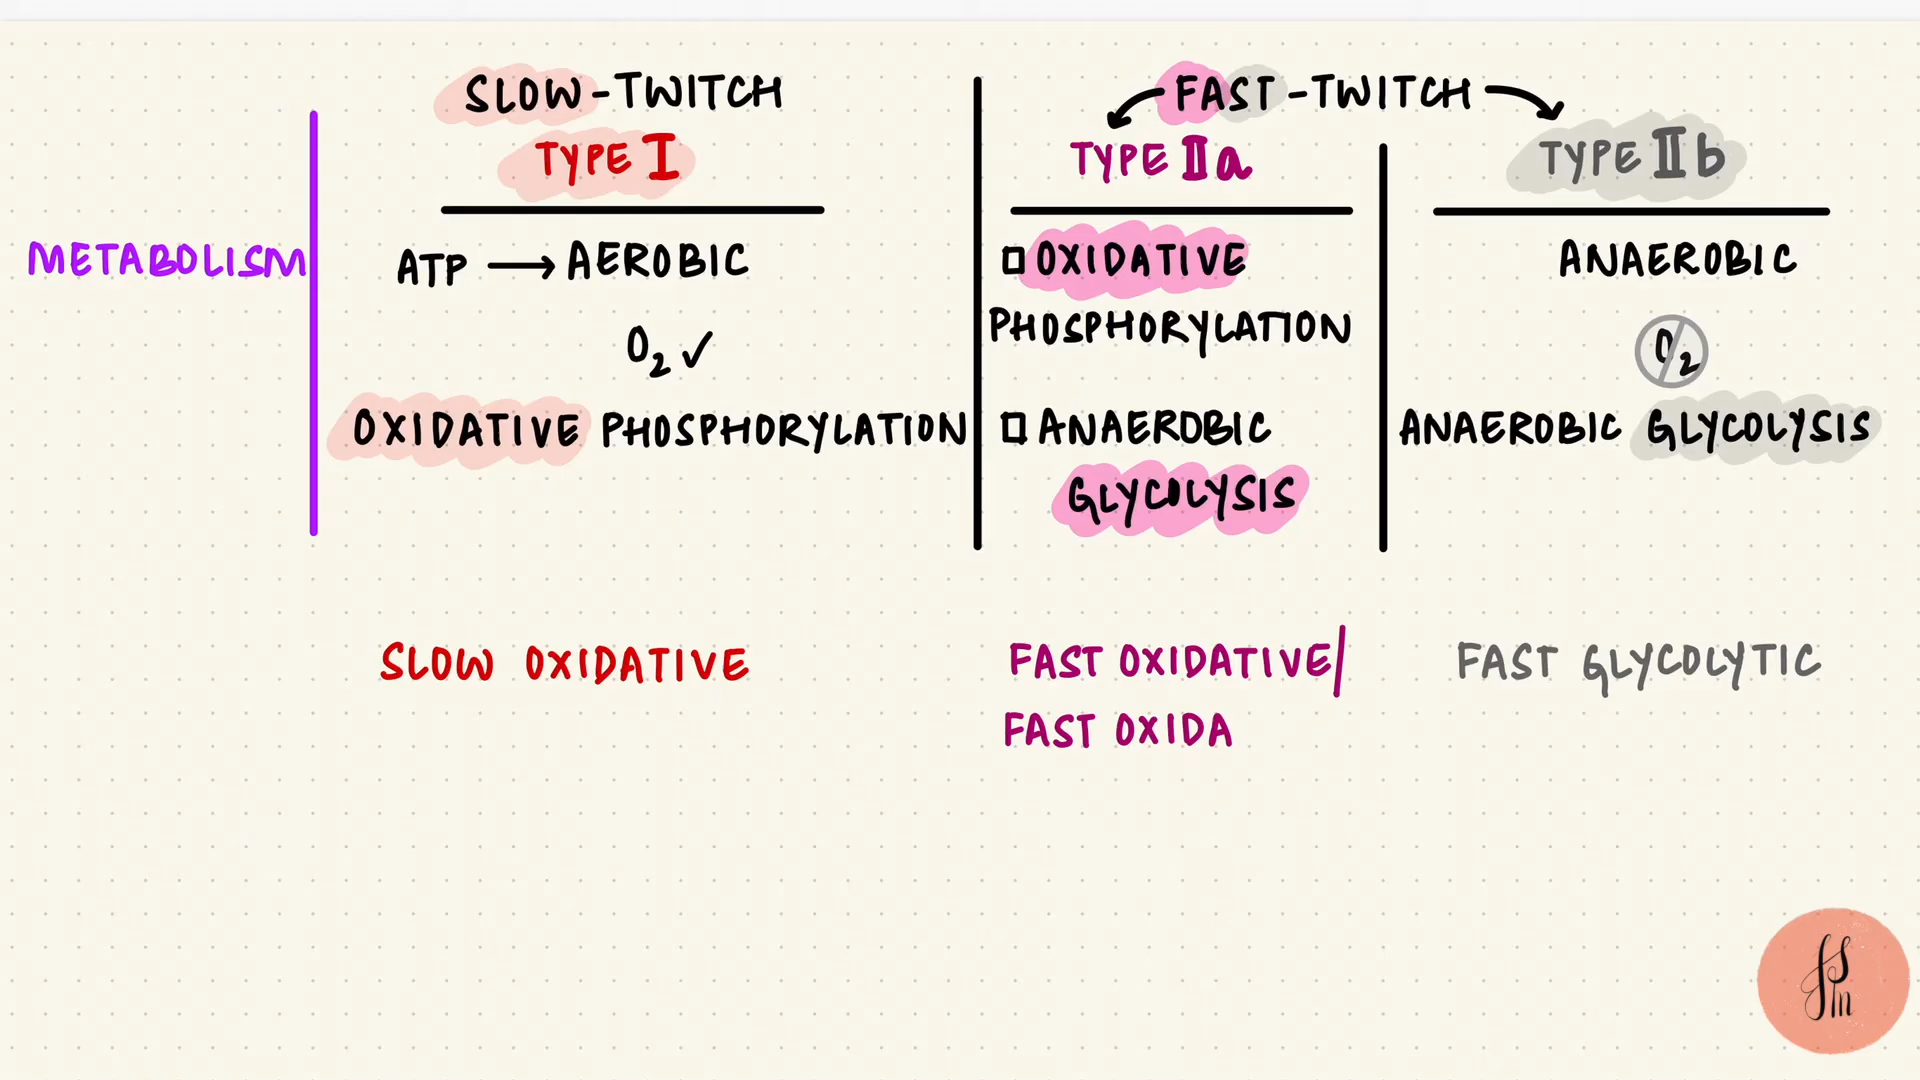 SLOW-TWITCH
TYPE I
FAST-TWITCH
TYPE IIa
TYPE IIb
METABOLISM
ATP → AEROBIC
O₂ ✓
OXIDATIVE PHOSPHORYLATION
□ OXIDATIVE
PHOSPHORYLATION
□ ANAEROBIC
GLYCOLYSIS
ANAEROBIC
O₂
ANAEROBIC GLYCOLYSIS
SLOW OXIDATIVE
FAST OXIDATIVE/
FAST OXIDA
FAST GLYCOLYTIC